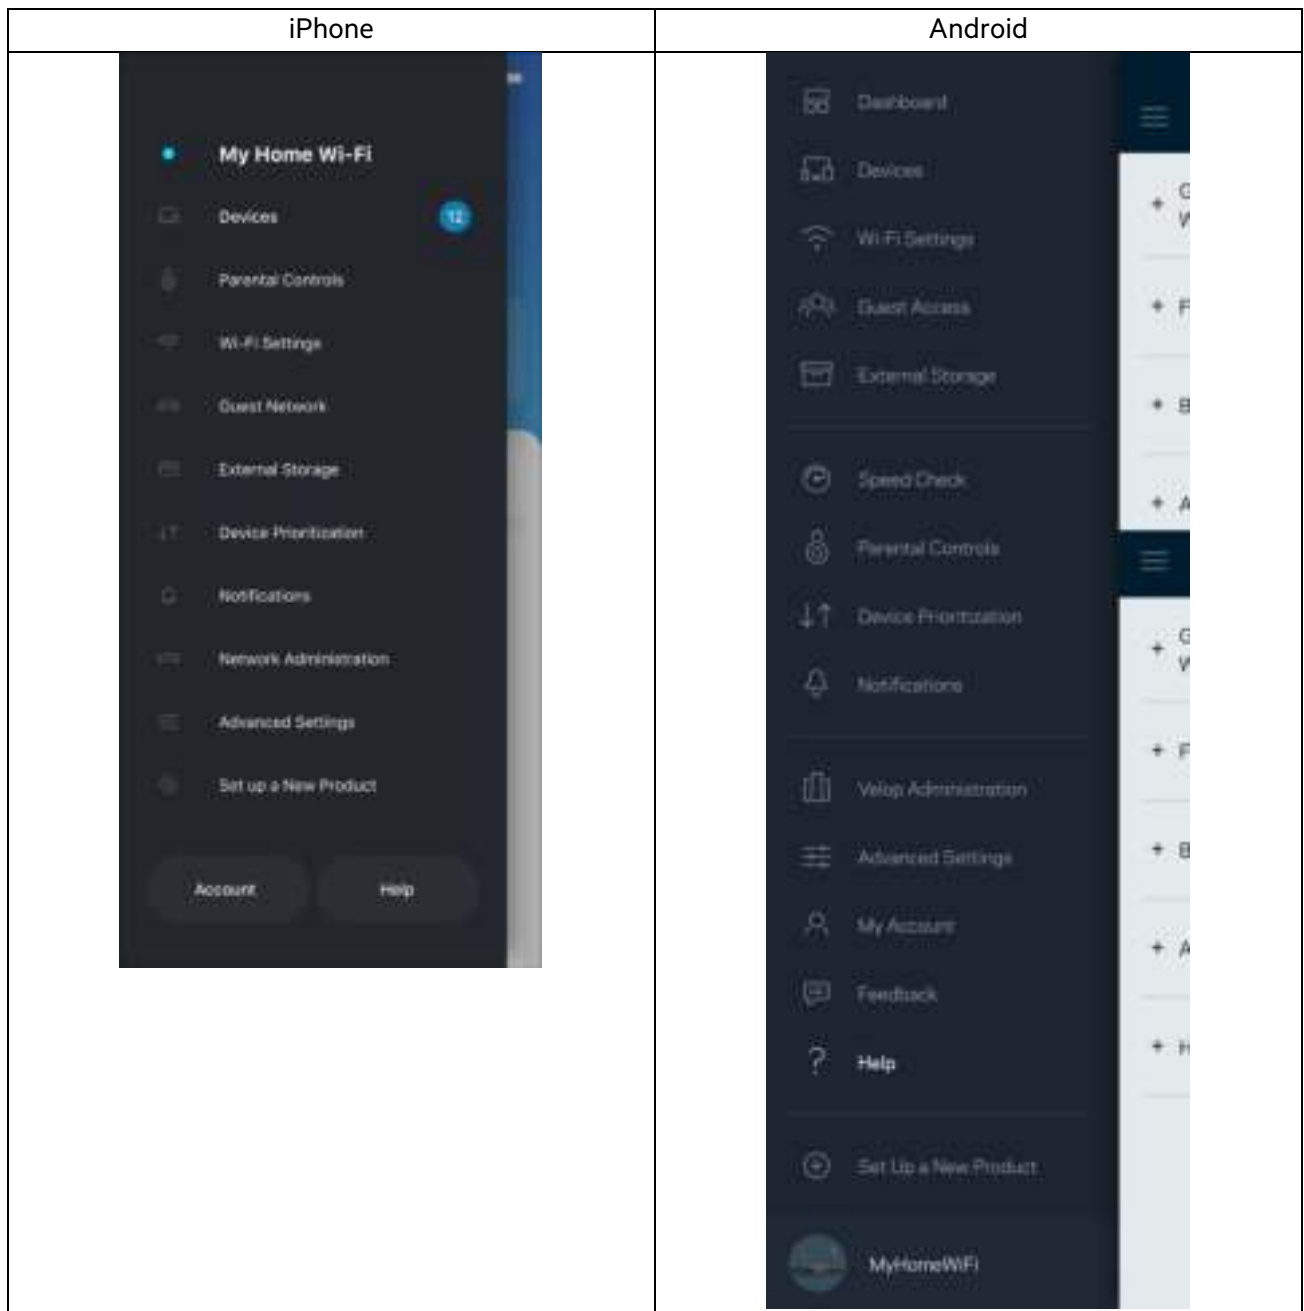 iPhone
Android
My Home Wi-Fi
Devices
12
Parental Controls
Wi-Fi Settings
Guest Network
External Storage
Device Prioritization
Notifications
Network Administration
Advanced Settings
Set up a New Product
Account
Help
Dashboard
Devices
Wi-Fi Settings
Guest Access
External Storage
Speed Check
Parental Controls
Device Prioritization
Notifications
Velop Administration
Advanced Settings
My Account
Feedback
? Help
Set Up a New Product
MyHomeWiFi
+ G
W
+ F
+ B
+ A
+ G
W
+ F
+ B
+ A
+ H